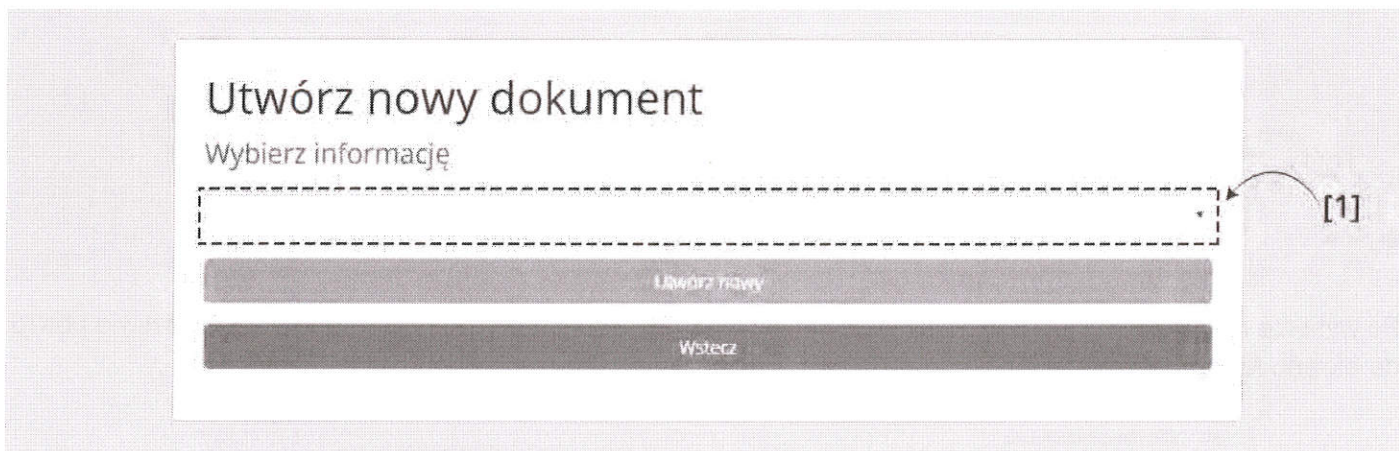 Utwórz nowy dokument
Wybierz informację
[1]
Utwórz nowy
Wstecz